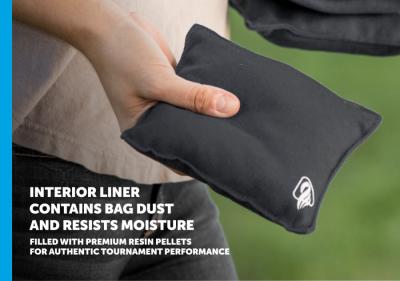 INTERIOR LINER
CONTAINS BAG DUST
AND RESISTS MOISTURE
FILLED WITH PREMIUM RESIN PELLETS
FOR AUTHENTIC TOURNAMENT PERFORMANCE